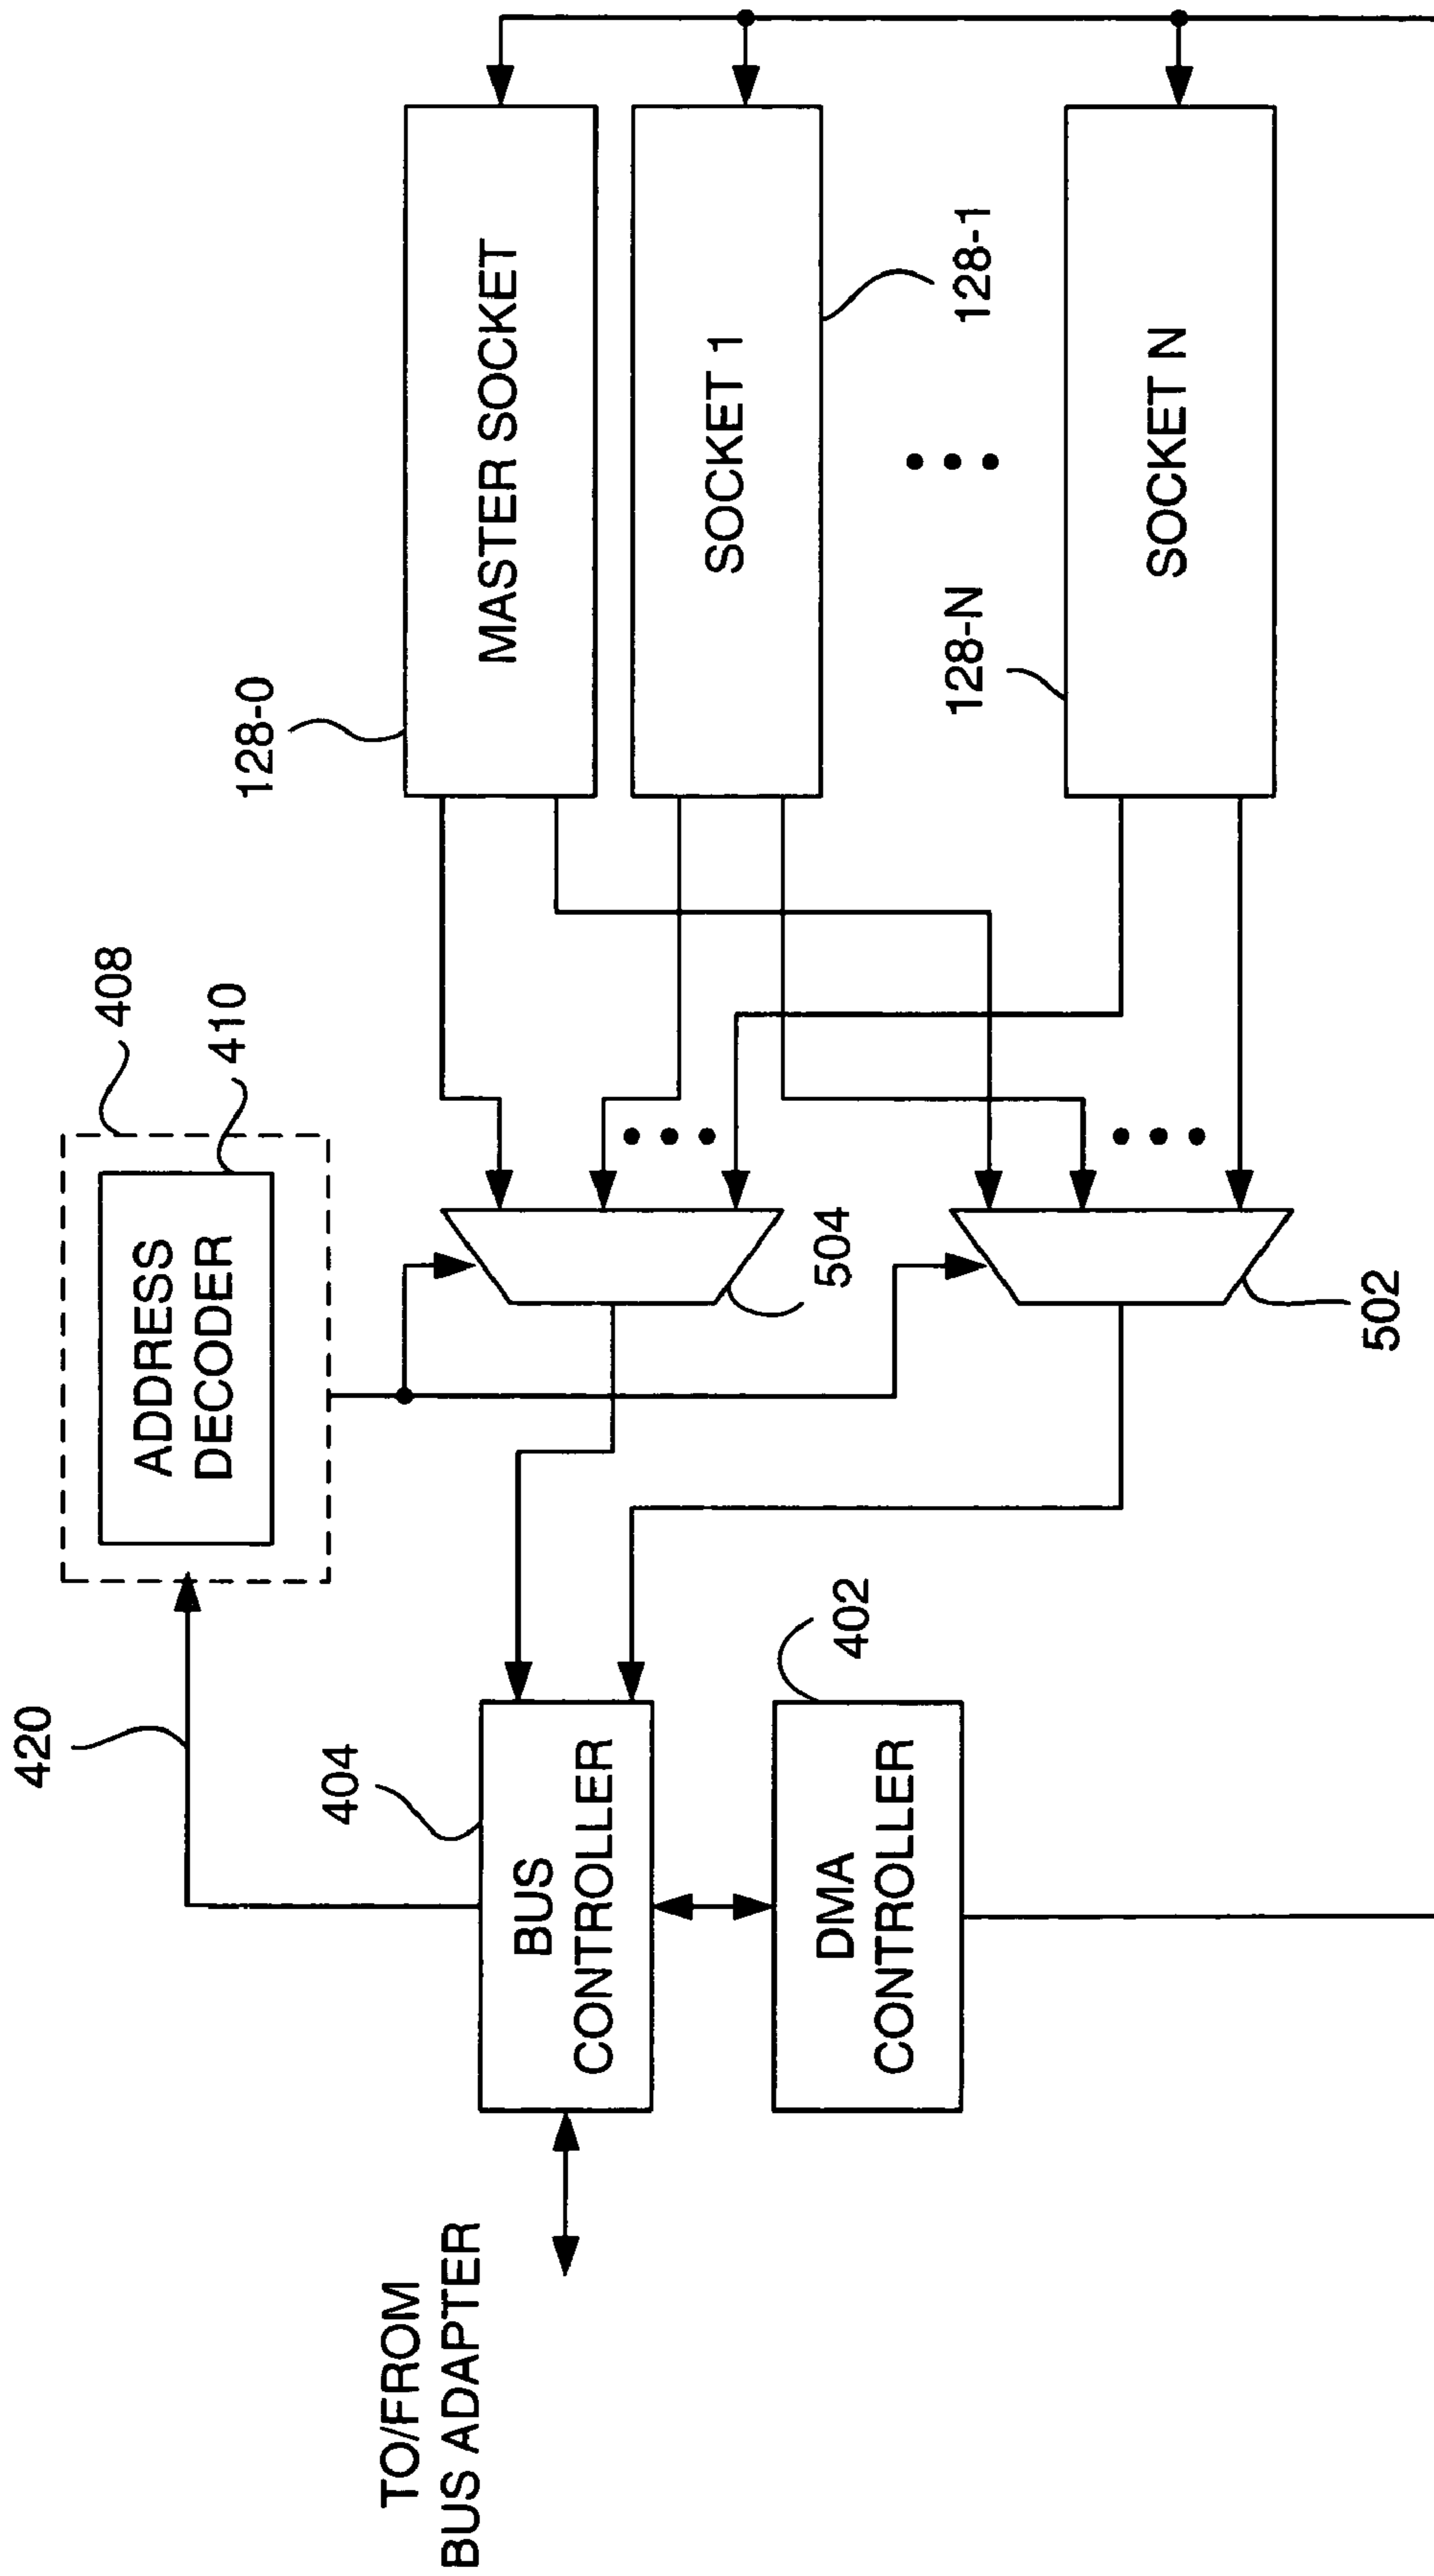 420
408
410
ADDRESS
DECODER
404
BUS
CONTROLLER
TO/FROM
BUS ADAPTER
402
DMA
CONTROLLER
504
502
128-0
MASTER SOCKET
SOCKET 1
128-1
128-N
SOCKET N